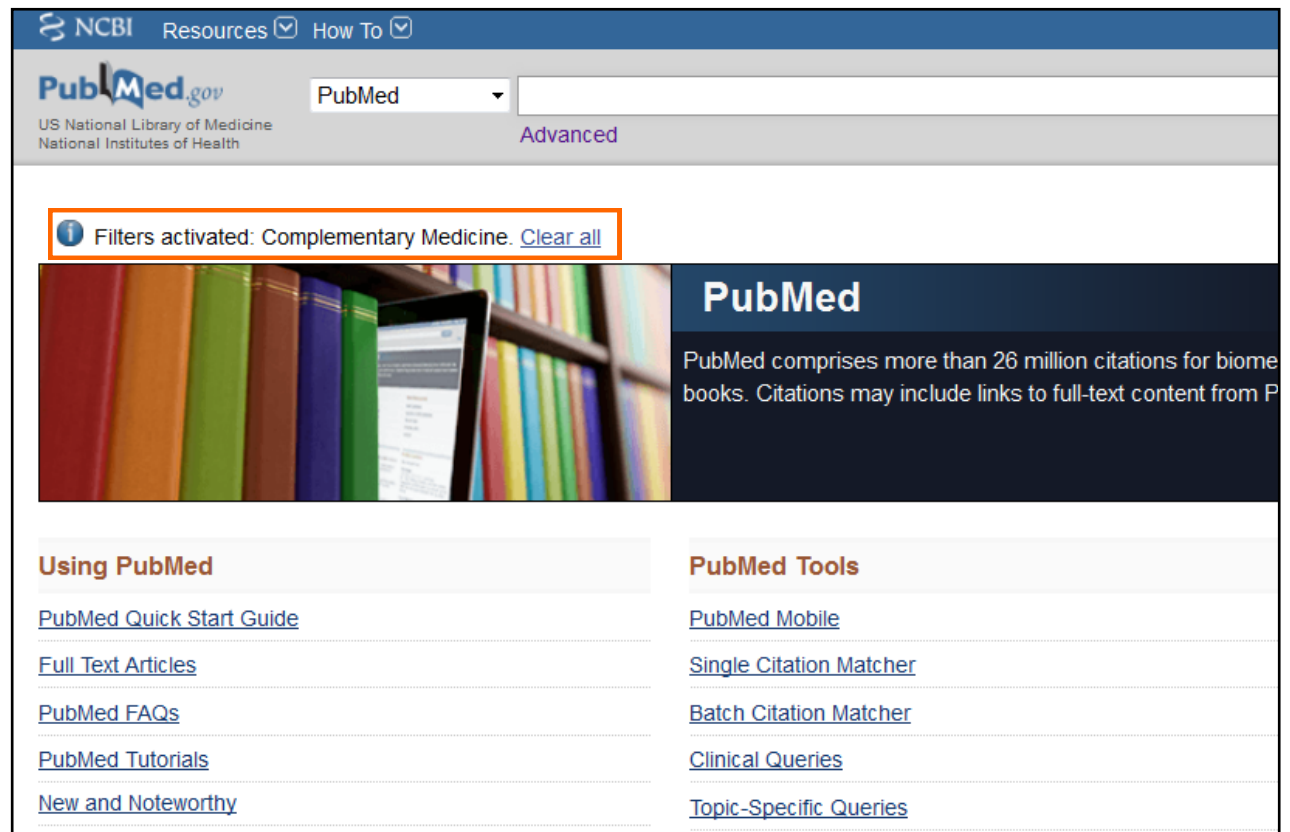 NCBI Resources How To
PubMed.gov
US National Library of Medicine
National Institutes of Health
PubMed
Advanced
Filters activated: Complementary Medicine. Clear all
PubMed
PubMed comprises more than 26 million citations for biome
books. Citations may include links to full-text content from P
Using PubMed
PubMed Quick Start Guide
Full Text Articles
PubMed FAQs
PubMed Tutorials
New and Noteworthy
PubMed Tools
PubMed Mobile
Single Citation Matcher
Batch Citation Matcher
Clinical Queries
Topic-Specific Queries